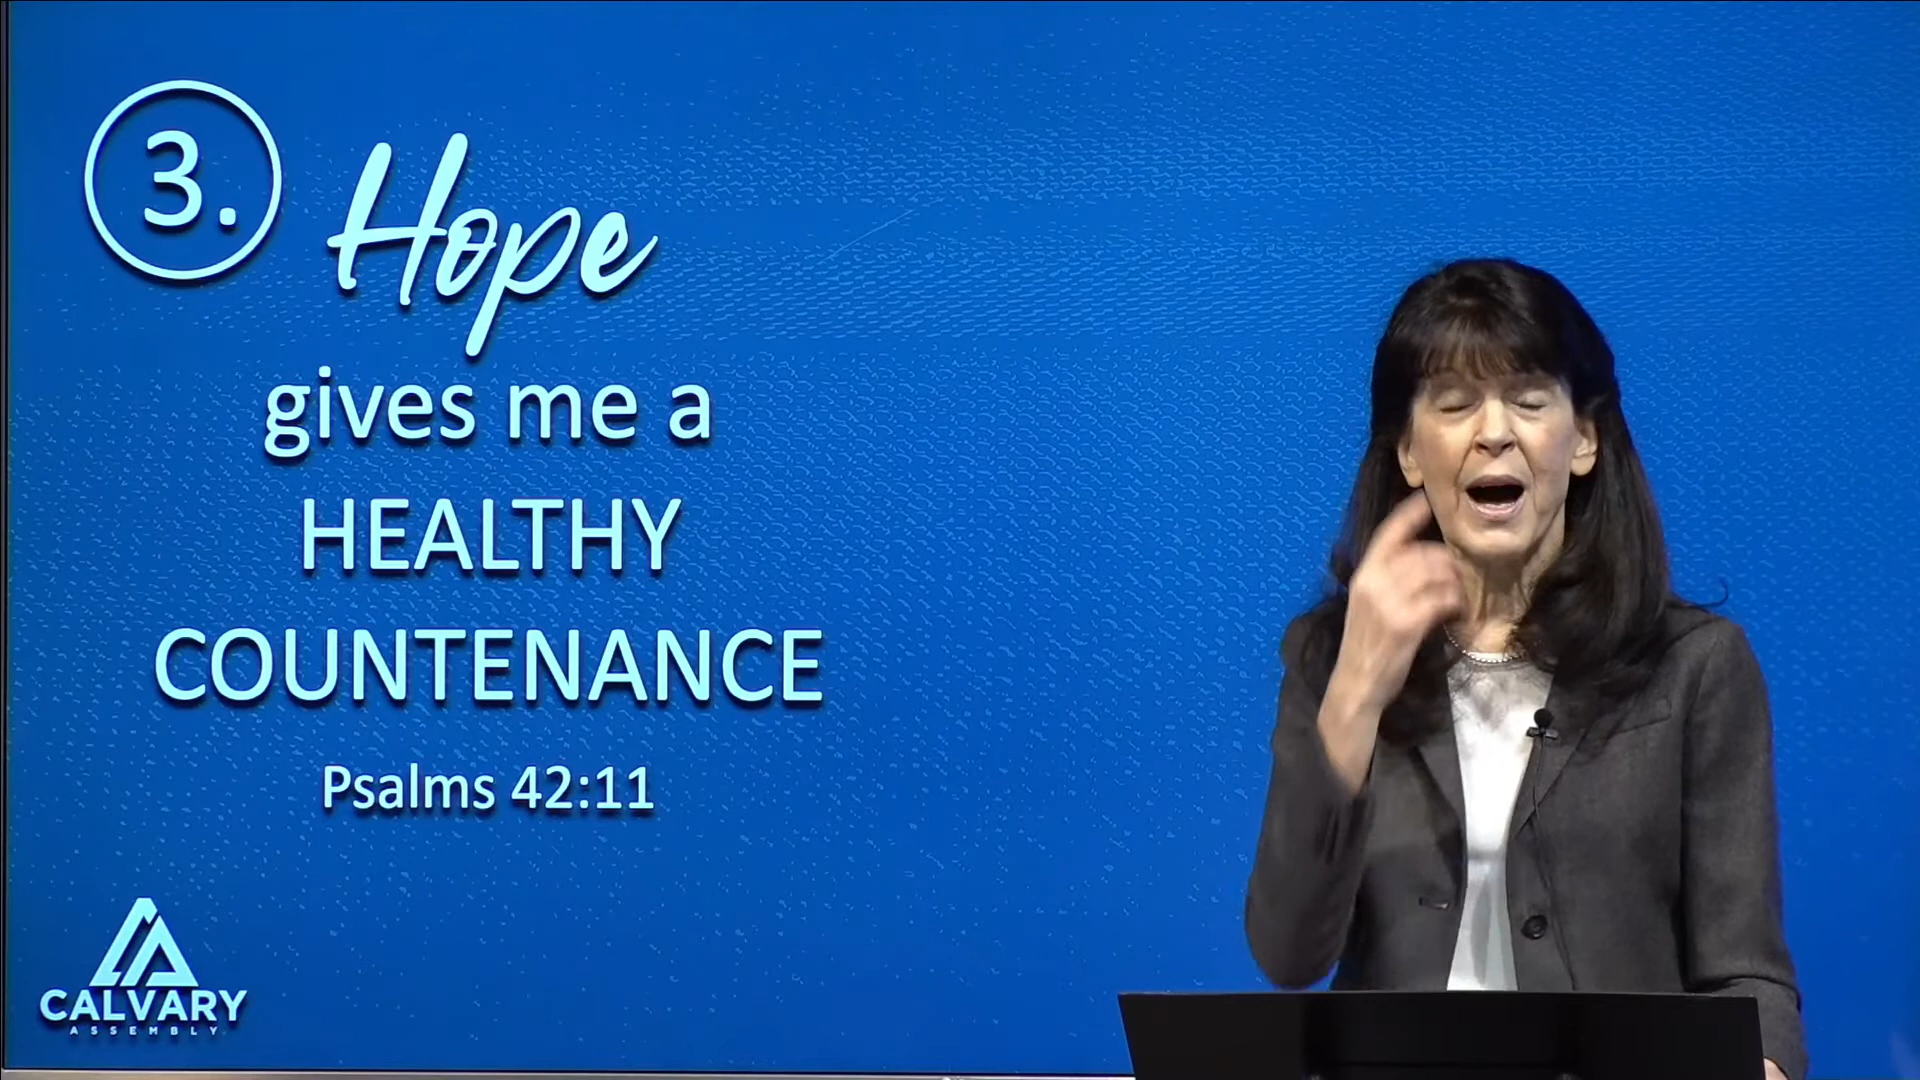 3. Hope
gives me a
HEALTHY
COUNTENANCE
Psalms 42:11
CALVARY
ASSEMBLY